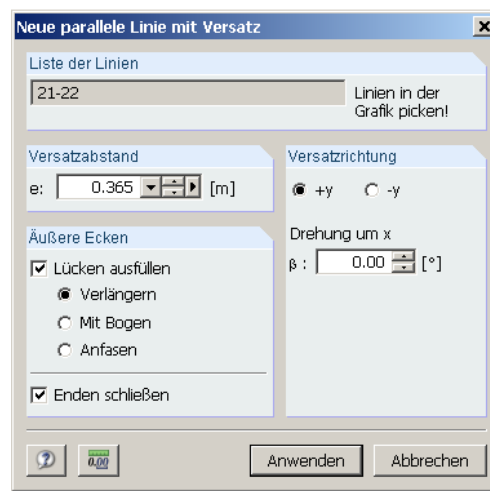 Neue parallele Linie mit Versatz
Liste der Linien
21-22
Linien in der
Grafik picken!
Versatzabstand
e: 0.365 [m]
Versatzrichtung
+y -y
Drehung um x
β : 0.00 [°]
Äußere Ecken
Lücken ausfüllen
Verlängern
Mit Bogen
Anfasen
Enden schließen
0.00
Anwenden Abbrechen